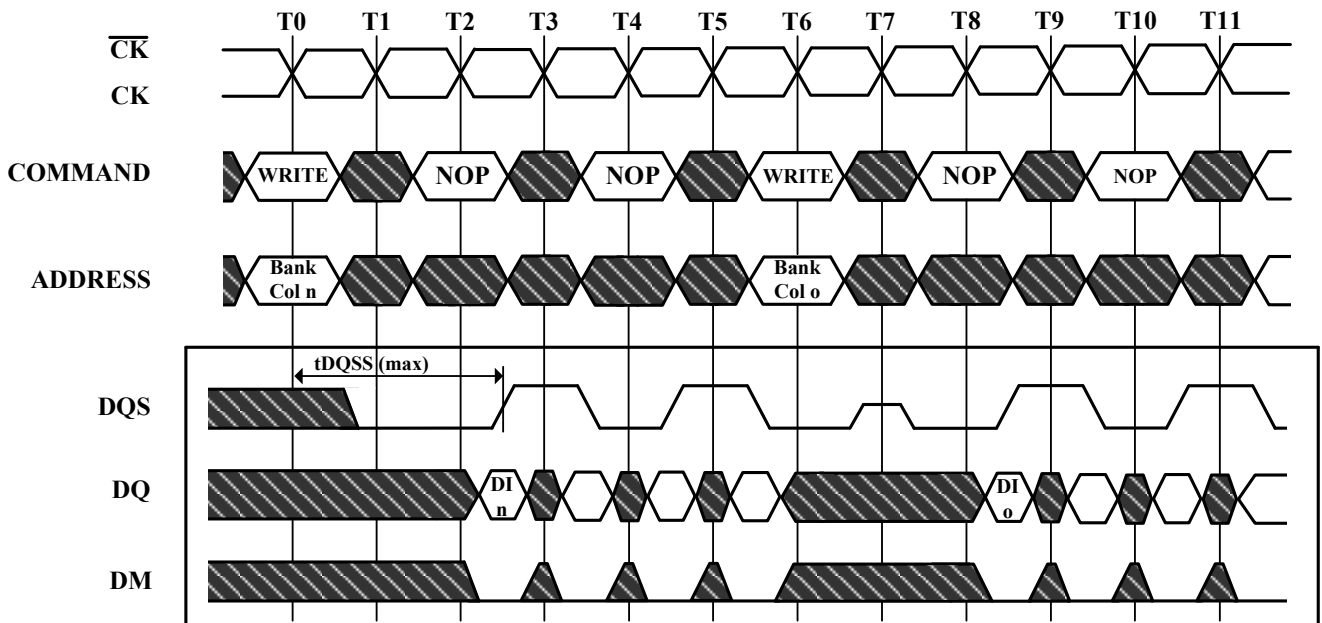 T0 T1 T2 T3 T4 T5 T6 T7 T8 T9 T10 T11
CK
CK
COMMAND WRITE NOP NOP WRITE NOP NOP
ADDRESS Bank Col n Bank Col o
tDQSS (max)
DQS
DQ DI n DI o
DM